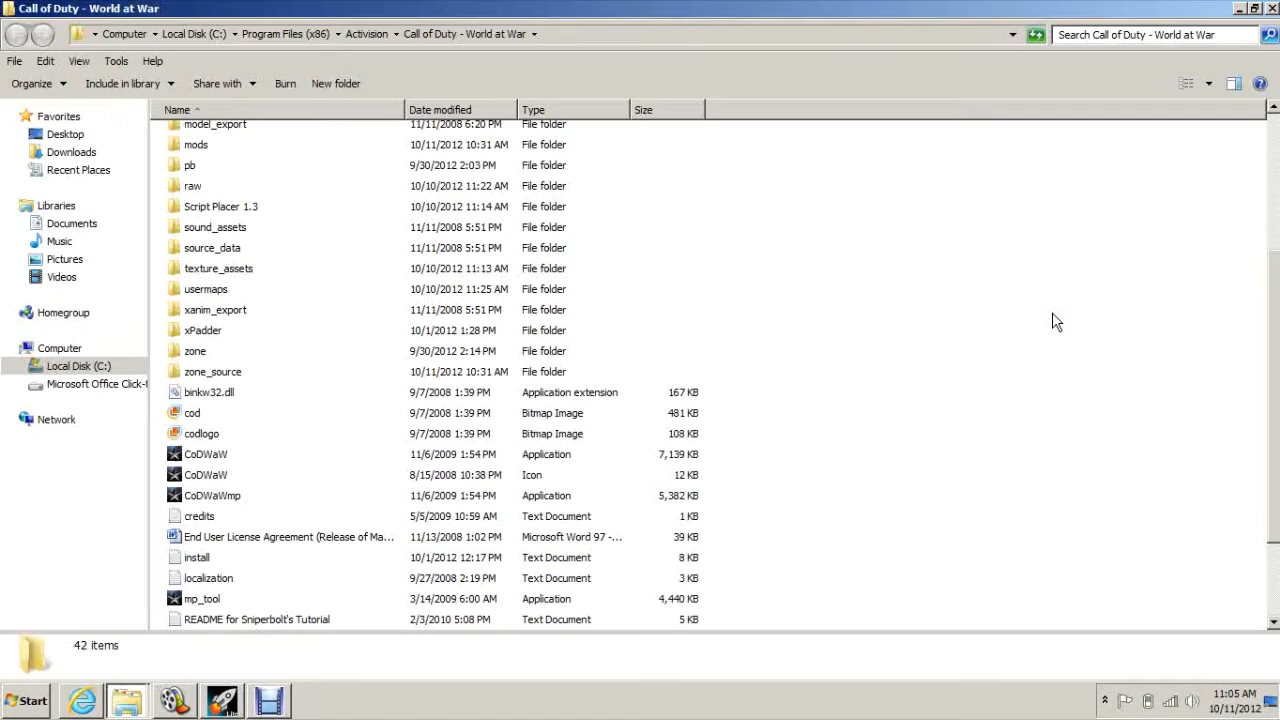 Call of Duty - World at War
Computer Local Disk (C:) Program Files (x86) Activision Call of Duty - World at War Search Call of Duty - World at War
File Edit View Tools Help
Organize Include in library Share with Burn New folder
Favorites
Desktop
Downloads
Recent Places
Libraries
Documents
Music
Pictures
Videos
Homegroup
Computer
Local Disk (C:)
Microsoft Office Click-t
Network
Name Date modified Type Size
model_export 11/11/2008 6:20 PM File folder
mods 10/11/2012 10:31 AM File folder
pb 9/30/2012 2:03 PM File folder
raw 10/10/2012 11:22 AM File folder
Script Placer 1.3 10/10/2012 11:14 AM File folder
sound_assets 11/11/2008 5:51 PM File folder
source_data 11/11/2008 5:51 PM File folder
texture_assets 10/10/2012 11:13 AM File folder
usermaps 10/10/2012 11:25 AM File folder
xanim_export 11/11/2008 5:51 PM File folder
xPadder 10/1/2012 1:28 PM File folder
zone 9/30/2012 2:14 PM File folder
zone_source 10/11/2012 10:31 AM File folder
binkw32.dll 9/7/2008 1:39 PM Application extension 167 KB
cod 9/7/2008 1:39 PM Bitmap Image 481 KB
codlogo 9/7/2008 1:39 PM Bitmap Image 108 KB
CoDWaW 11/6/2009 1:54 PM Application 7,139 KB
CoDWaW 8/15/2008 10:38 PM Icon 12 KB
CoDWaWmp 11/6/2009 1:54 PM Application 5,382 KB
credits 5/5/2009 10:59 AM Text Document 1 KB
End User License Agreement (Release of Ma... 11/13/2008 1:02 PM Microsoft Word 97 -... 39 KB
install 10/1/2012 12:17 PM Text Document 8 KB
localization 9/27/2008 2:19 PM Text Document 3 KB
mp_tool 3/14/2009 6:00 AM Application 4,440 KB
README for Sniperbolt's Tutorial 2/3/2010 5:08 PM Text Document 5 KB
42 items
Start
Lite
11:05 AM
10/11/2012